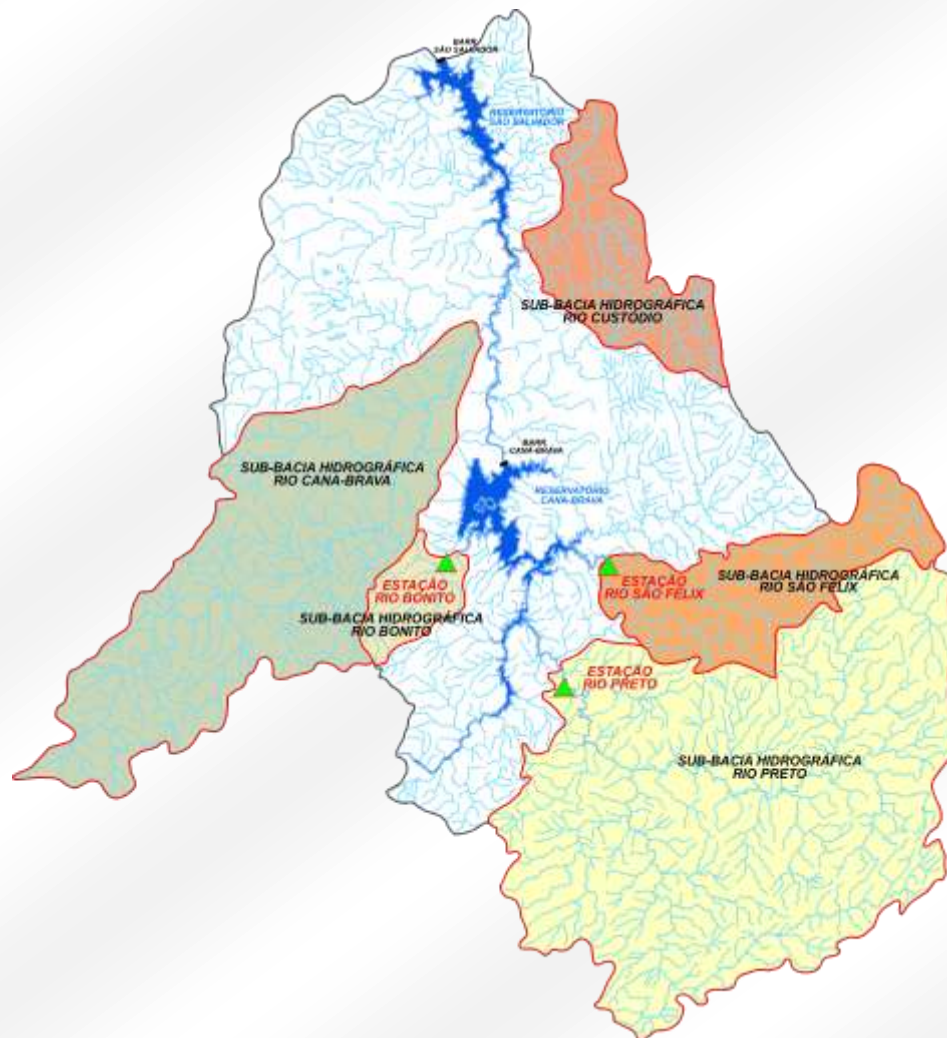 BARR.
SÃO SALVADOR
RESERVATÓRIO
SÃO SALVADOR
SUB-BACIA HIDROGRÁFICA
RIO CUSTÓDIO
BARR.
CANA-BRAVA
SUB-BACIA HIDROGRÁFICA
RIO CANA-BRAVA
RESERVATÓRIO
CANA-BRAVA
ESTAÇÃO
RIO BONITO
SUB-BACIA HIDROGRÁFICA
RIO BONITO
ESTAÇÃO
RIO SÃO FÉLIX
SUB-BACIA HIDROGRÁFICA
RIO SÃO FÉLIX
ESTAÇÃO
RIO PRETO
SUB-BACIA HIDROGRÁFICA
RIO PRETO